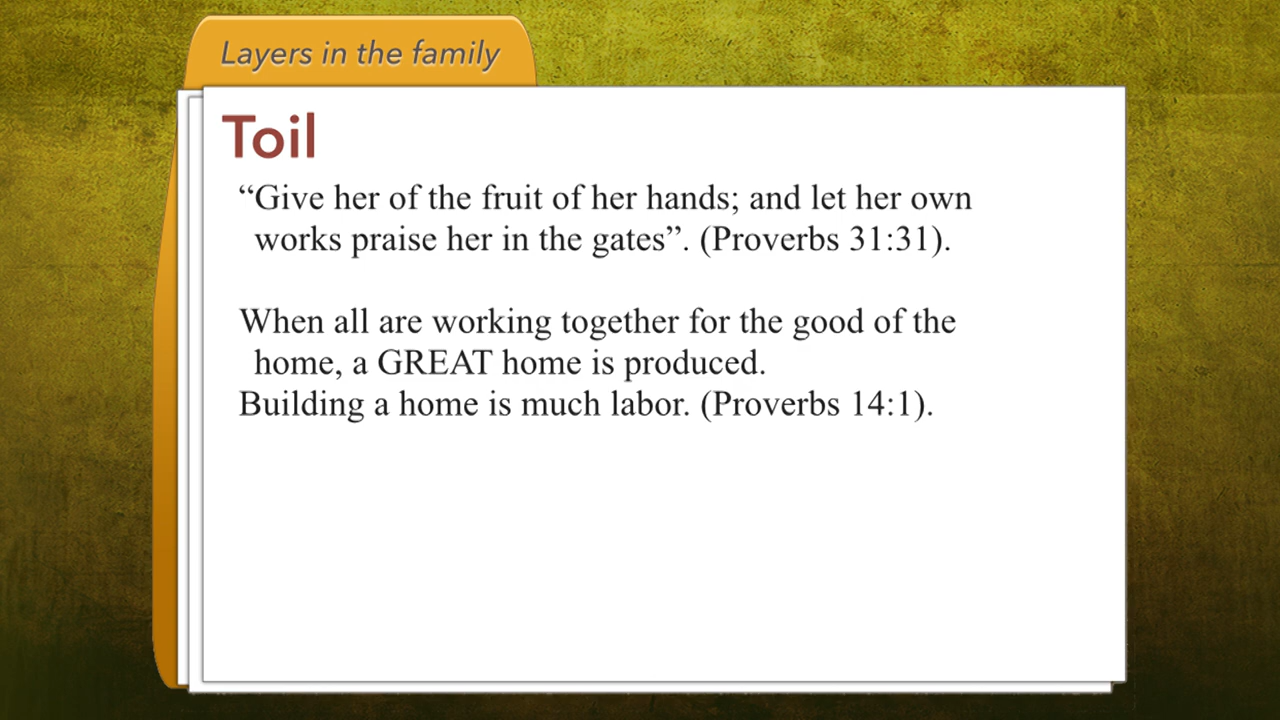 Layers in the family
Toil
“Give her of the fruit of her hands; and let her own
works praise her in the gates”. (Proverbs 31:31).
When all are working together for the good of the
home, a GREAT home is produced.
Building a home is much labor. (Proverbs 14:1).